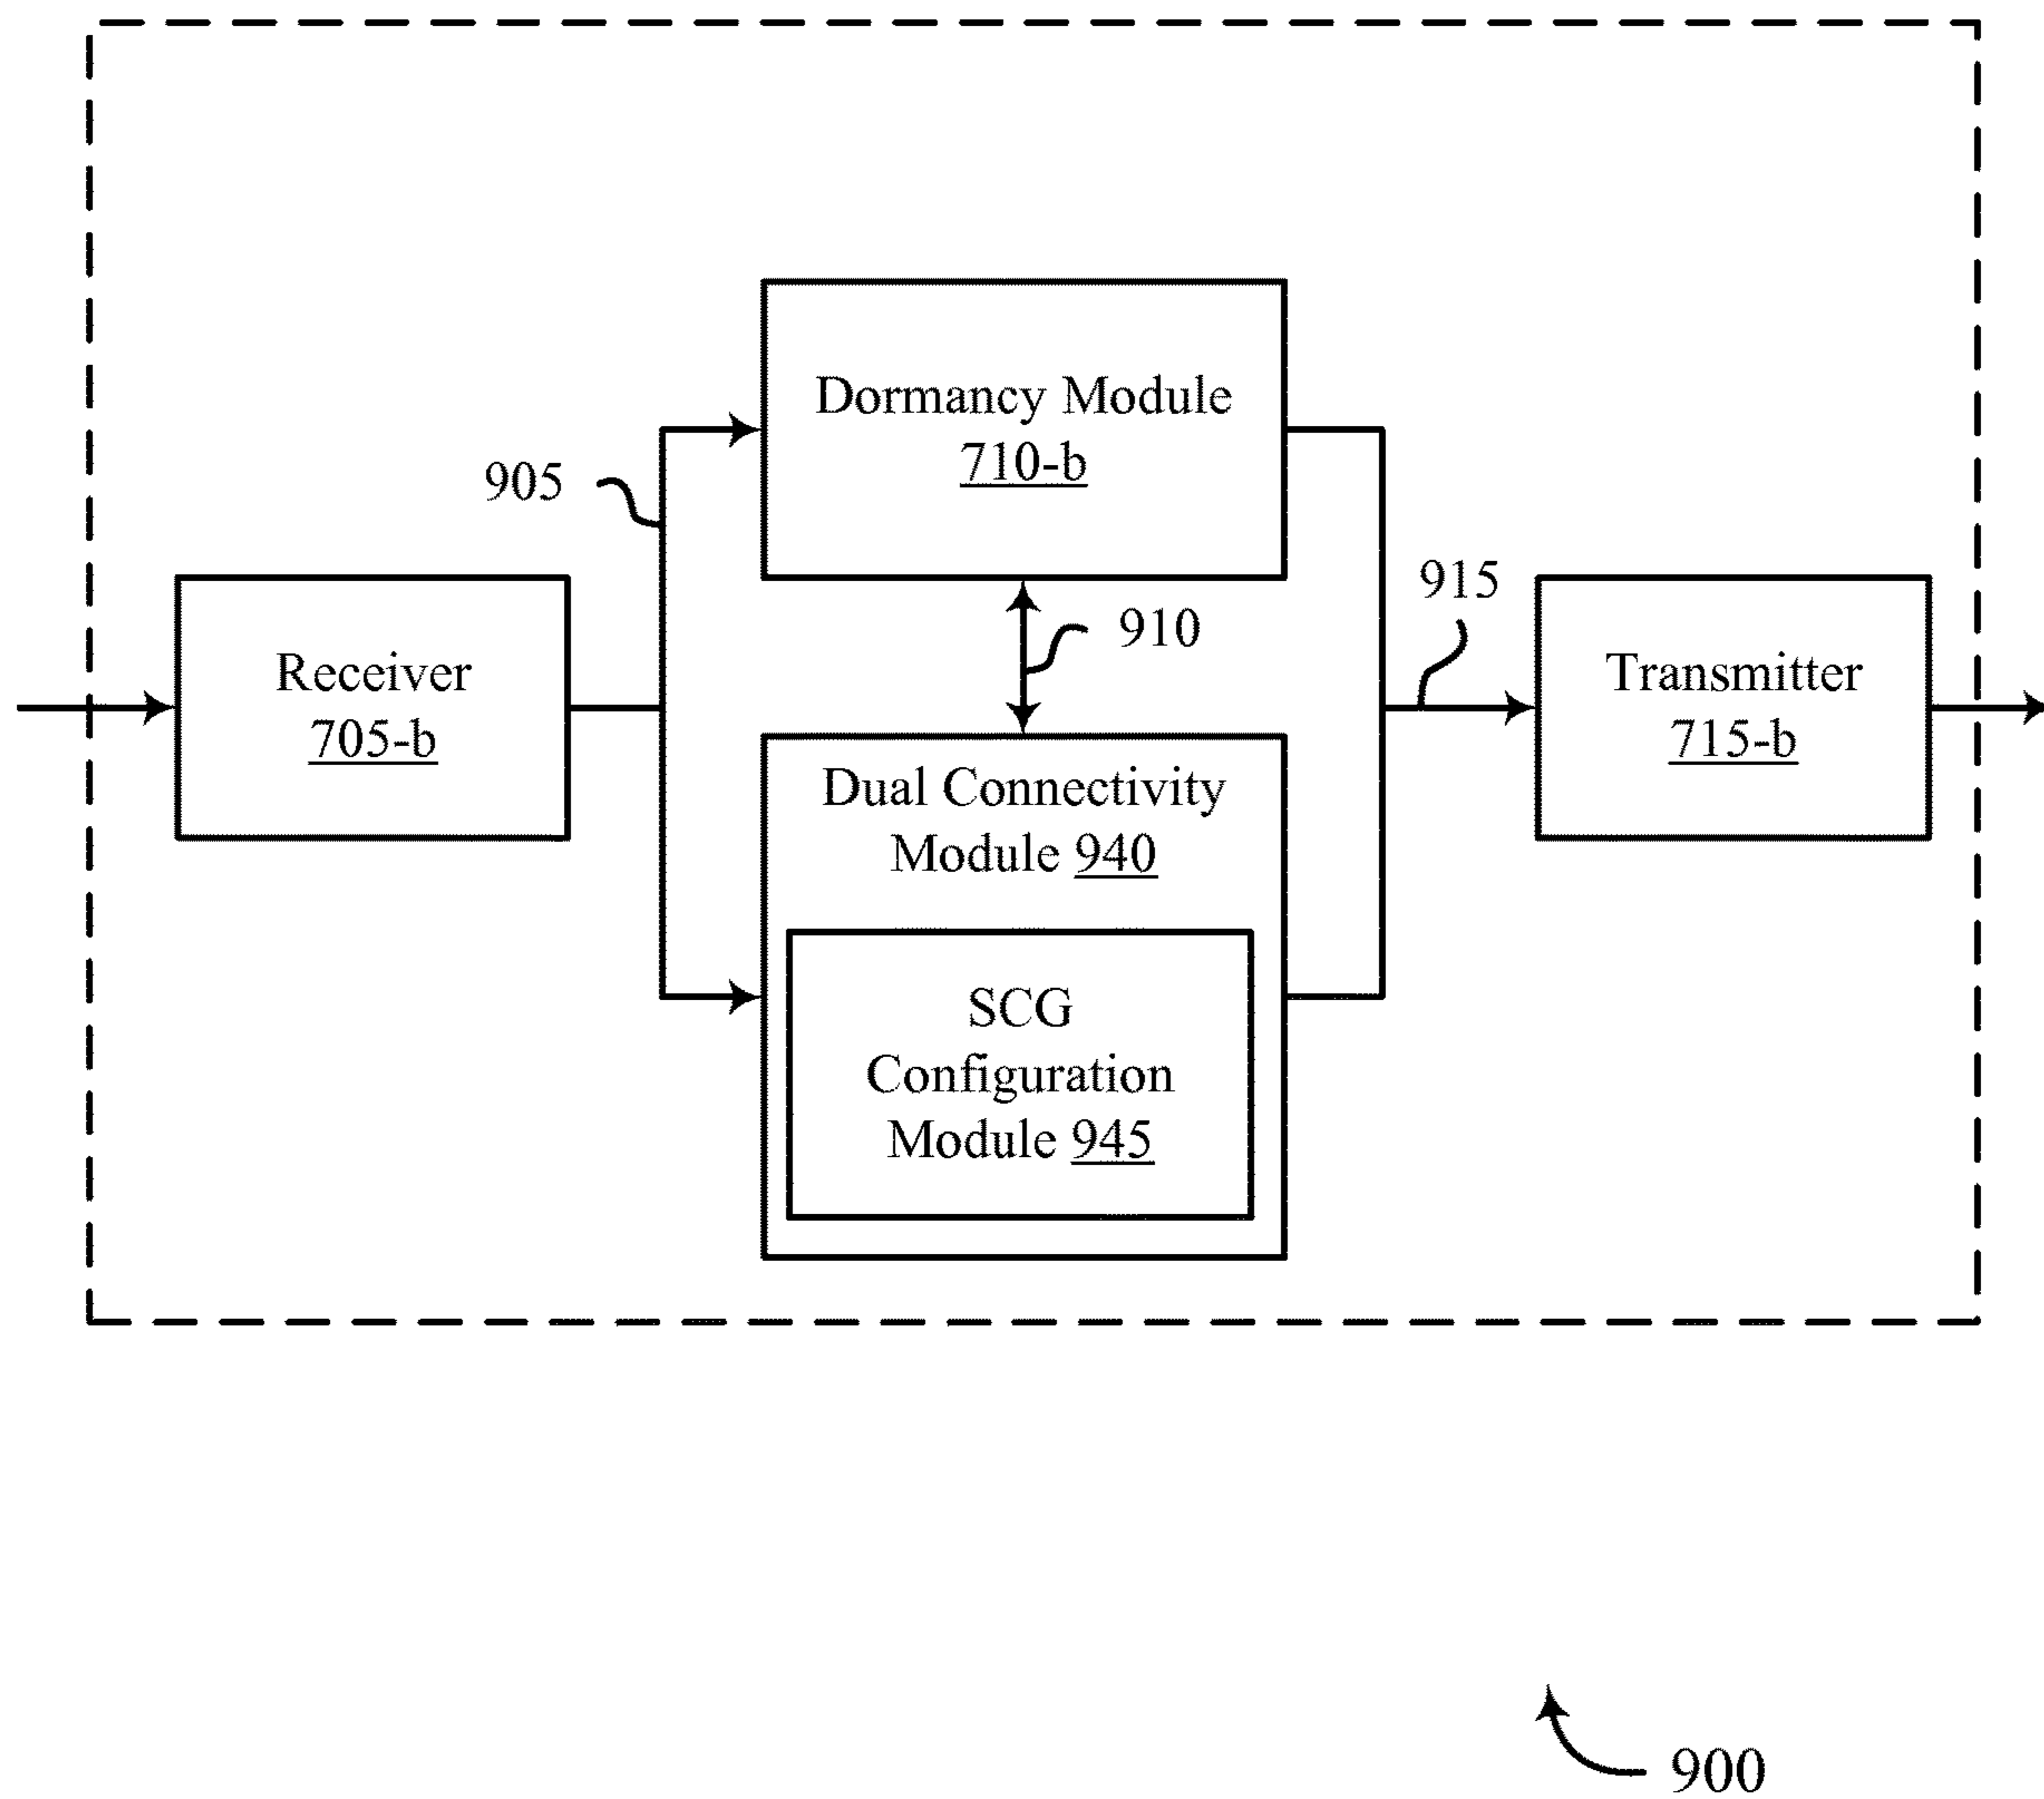 Dormancy Module
710-b
905
915
910
Receiver
705-b
Transmitter
715-b
Dual Connectivity
Module 940
SCG
Configuration
Module 945
900